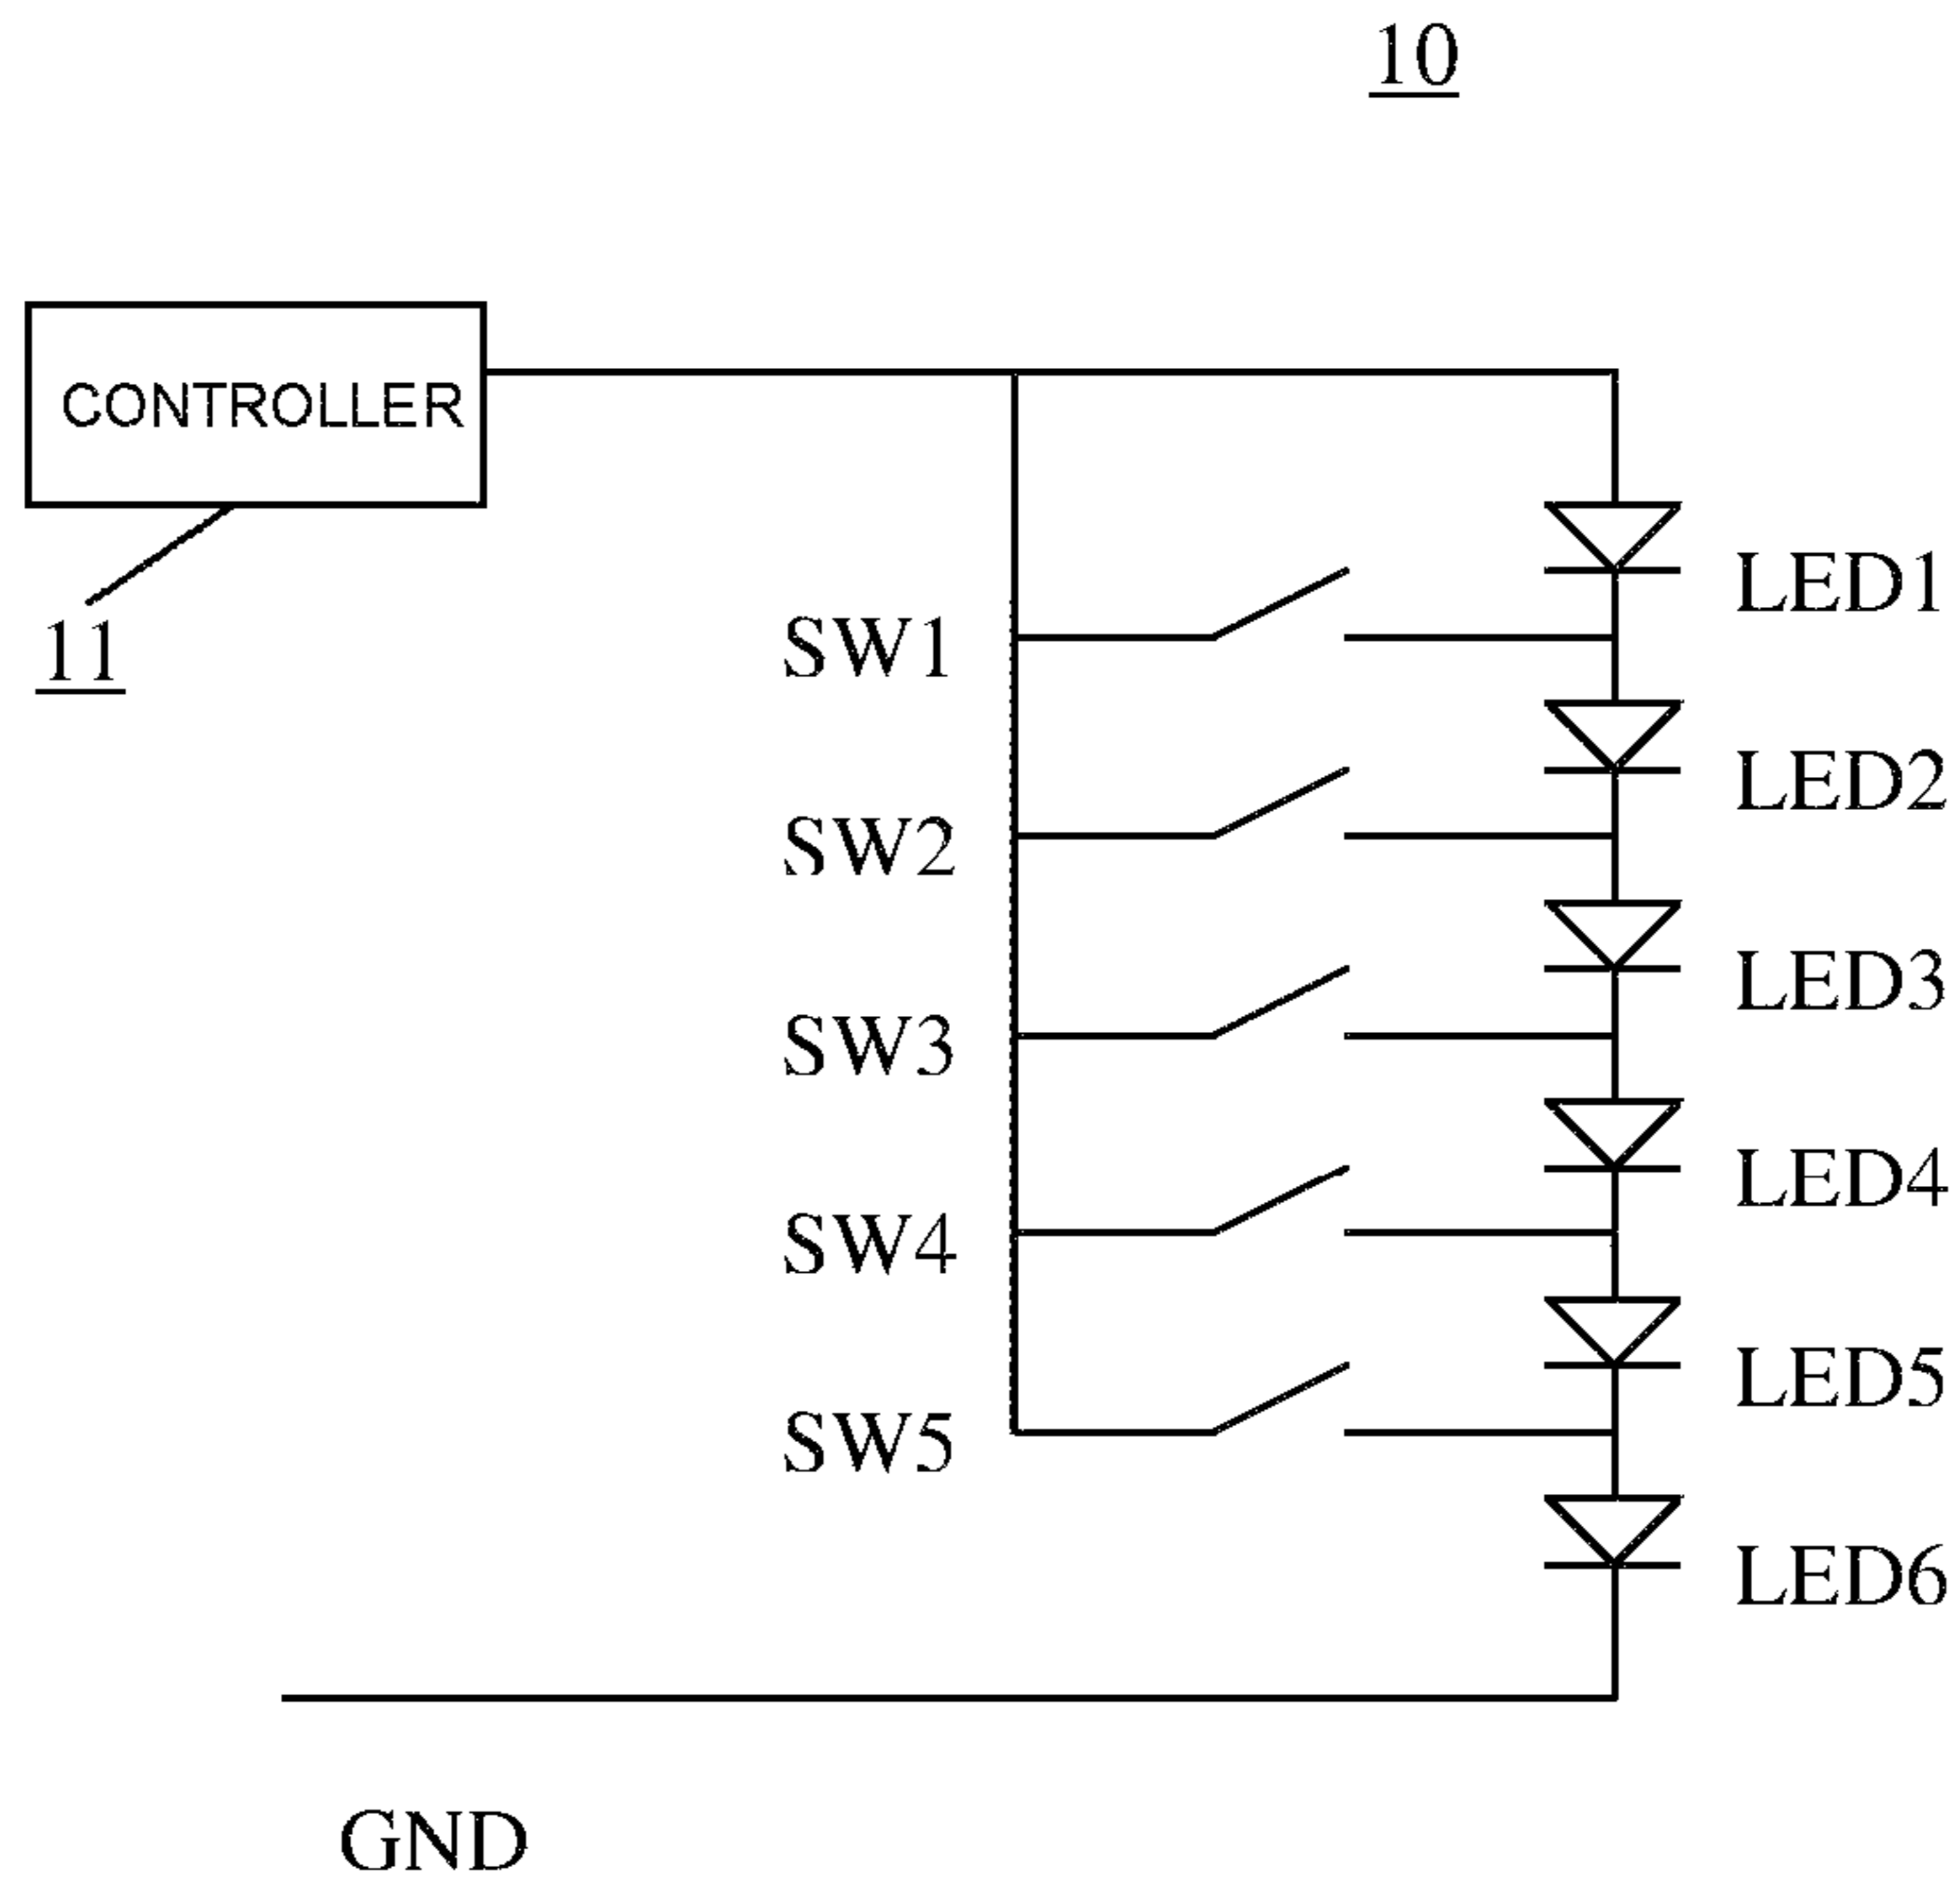 10
CONTROLLER
11
LED1
SW1
LED2
SW2
LED3
SW3
LED4
SW4
LED5
SW5
LED6
GND